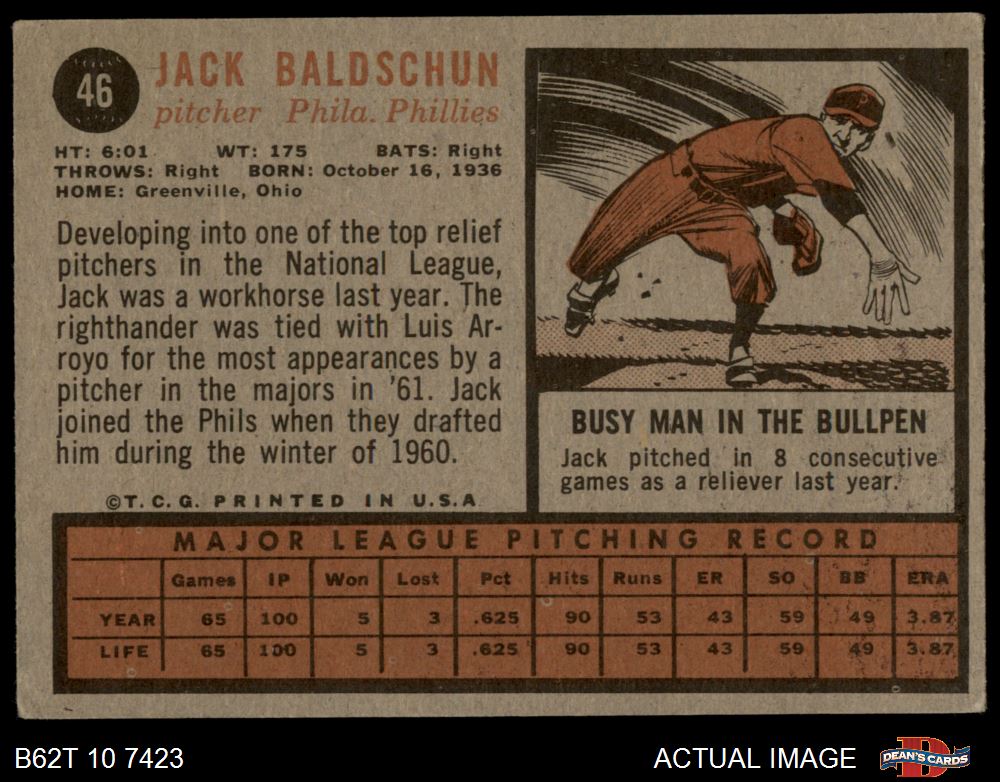 46
JACK BALDSCHUN
pitcher Phila. Phillies
HT: 6:01 WT: 175 BATS: Right
THROWS: Right BORN: October 16, 1936
HOME: Greenville, Ohio
Developing into one of the top relief
pitchers in the National League,
Jack was a workhorse last year. The
righthander was tied with Luis Ar-
royo for the most appearances by a
pitcher in the majors in '61. Jack
joined the Phils when they drafted
him during the winter of 1960.
©T. C. G. PRINTED IN U.S.A
P
BUSY MAN IN THE BULLPEN
Jack pitched in 8 consecutive
games as a reliever last year.
MAJOR LEAGUE PITCHING RECORD
Games IP Won Lost Pct Hits Runs ER SO BB ERA
YEAR 65 100 5 3 .625 90 53 43 59 49 3.87
LIFE 65 100 5 3 .625 90 53 43 59 49 3.87
B62T 10 7423 ACTUAL IMAGE DEAN'S CARDS